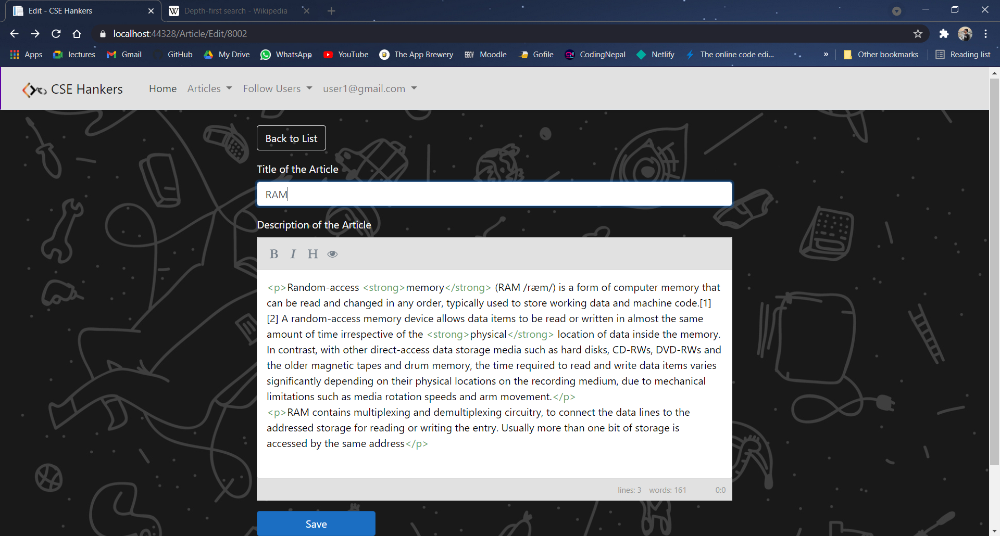 Edit - CSE Hankers
Depth-first search - Wikipedia
localhost:44328/Article/Edit/8002
Apps lectures Gmail GitHub My Drive WhatsApp YouTube The App Brewery EGOV Moodle Gofile CodingNepal Netlify The online code edi... » Other bookmarks Reading list
CSE Hankers Home Articles Follow Users user1@gmail.com
Back to List
Title of the Article
RAM
Description of the Article
B I H
<p>Random-access <strong>memory</strong> (RAM /ræm/) is a form of computer memory that
can be read and changed in any order, typically used to store working data and machine code.[1]
[2] A random-access memory device allows data items to be read or written in almost the same
amount of time irrespective of the <strong>physical</strong> location of data inside the memory.
In contrast, with other direct-access data storage media such as hard disks, CD-RWs, DVD-RWs and
the older magnetic tapes and drum memory, the time required to read and write data items varies
significantly depending on their physical locations on the recording medium, due to mechanical
limitations such as media rotation speeds and arm movement.</p>
<p>RAM contains multiplexing and demultiplexing circuitry, to connect the data lines to the
addressed storage for reading or writing the entry. Usually more than one bit of storage is
accessed by the same address</p>
lines: 3 words: 161 0:0
Save